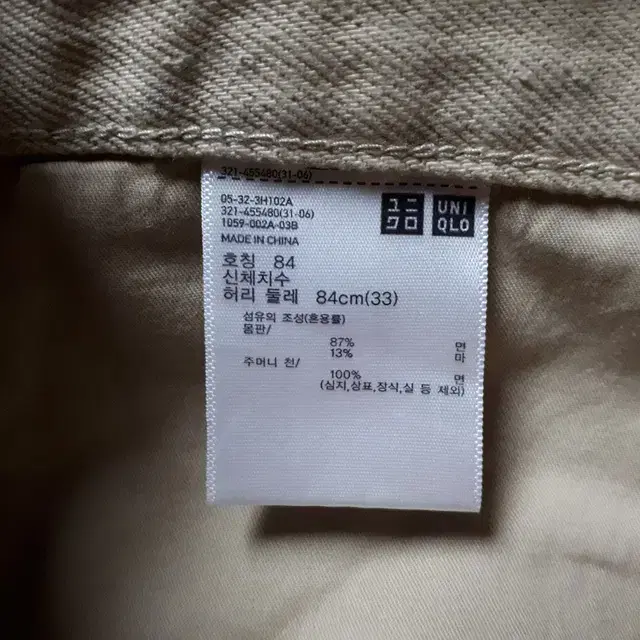 321-455480(31-06)
05-32-3HT02A
321-455480(31-06)
1059-002A-03B
MADE IN CHINA
ユニ
クロ
UNI
QLO
호칭 84
신체치수
허리 둘레 84cm(33)
섬유의 조성(혼용률)
몸판/
87% 면
13% 마
주머니 천/
100% 면
(심지,상표,장식,실 등 제외)